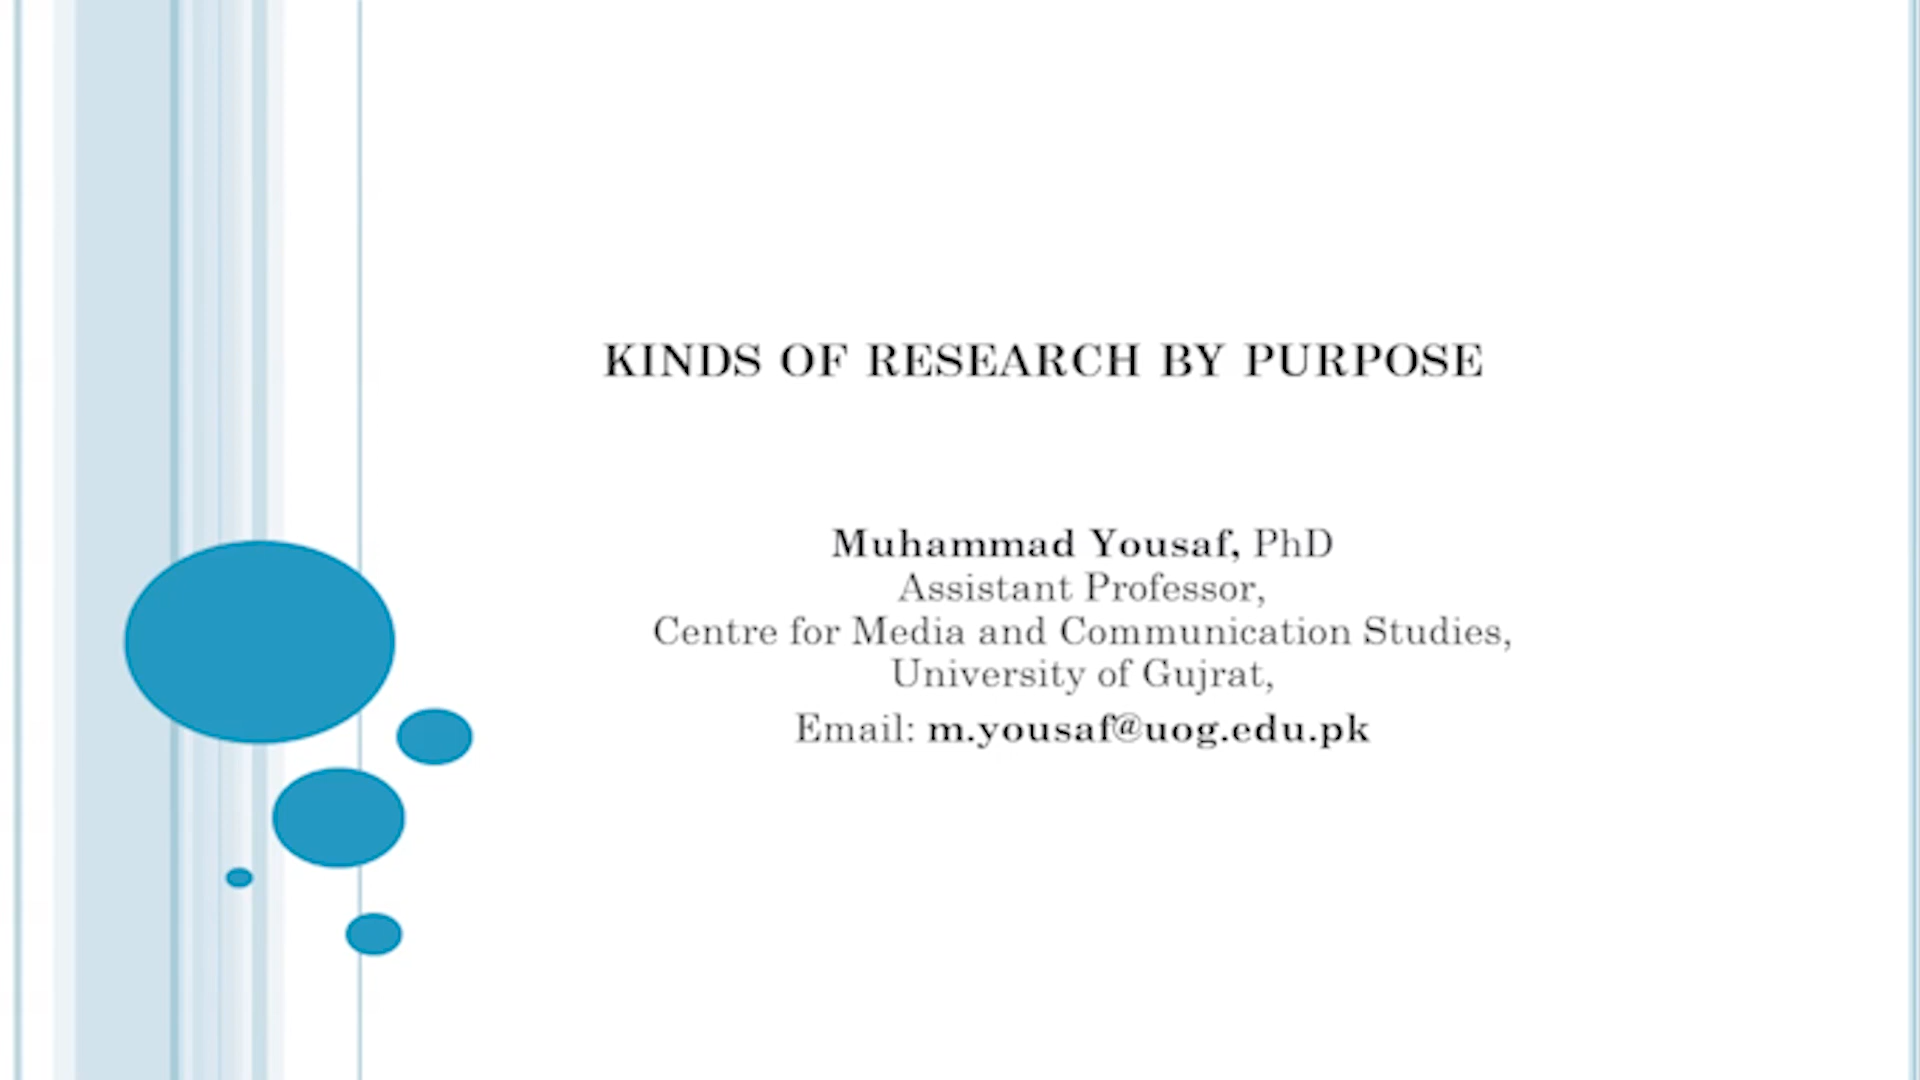 KINDS OF RESEARCH BY PURPOSE
Muhammad Yousaf, PhD
Assistant Professor,
Centre for Media and Communication Studies,
University of Gujrat,
Email: m.yousaf@uog.edu.pk